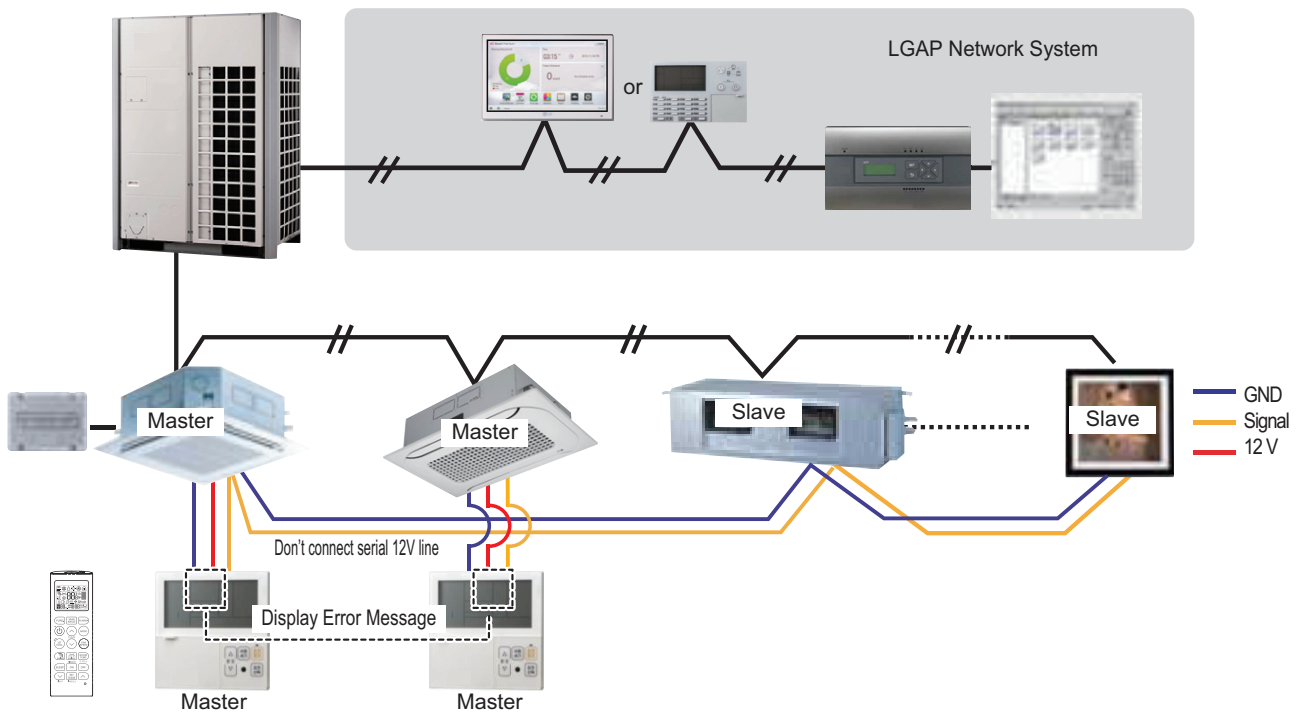 LGAP Network System
or
Master
Master
Slave
Slave
GND
Signal
12 V
Don't connect serial 12V line
Display Error Message
Master
Master